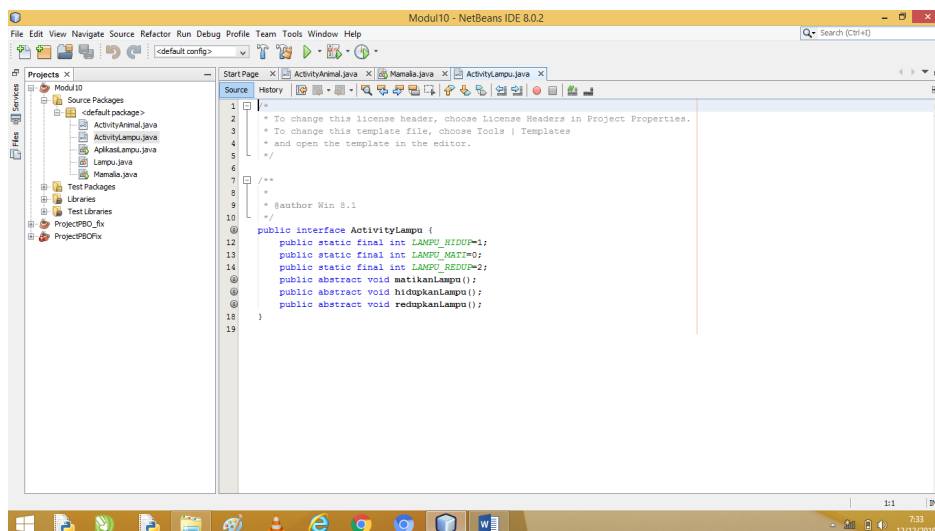 Modul10 - NetBeans IDE 8.0.2
File Edit View Navigate Source Refactor Run Debug Profile Team Tools Window Help
Search (Ctrl+I)
<default config>
Projects
Start Page ActivityAnimal.java Mamalia.java ActivityLampu.java
Services
Files
Modul10
Source Packages
<default package>
ActivityAnimal.java
ActivityLampu.java
AplikasiLampu.java
Lampu.java
Mamalia.java
Test Packages
Libraries
Test Libraries
ProjectPBO_fix
ProjectPBOFix
Source History
1 /*
2 * To change this license header, choose License Headers in Project Properties.
3 * To change this template file, choose Tools | Templates
4 * and open the template in the editor.
5 */
6
7 /**
8 *
9 * @author Win 8.1
10 */
public interface ActivityLampu {
12 public static final int LAMPU_HIDUP=1;
13 public static final int LAMPU_MATI=0;
14 public static final int LAMPU_REDUP=2;
public abstract void matikanLampu();
public abstract void hidupkanLampu();
public abstract void redupkanLampu();
18 }
19
1:1
7:33